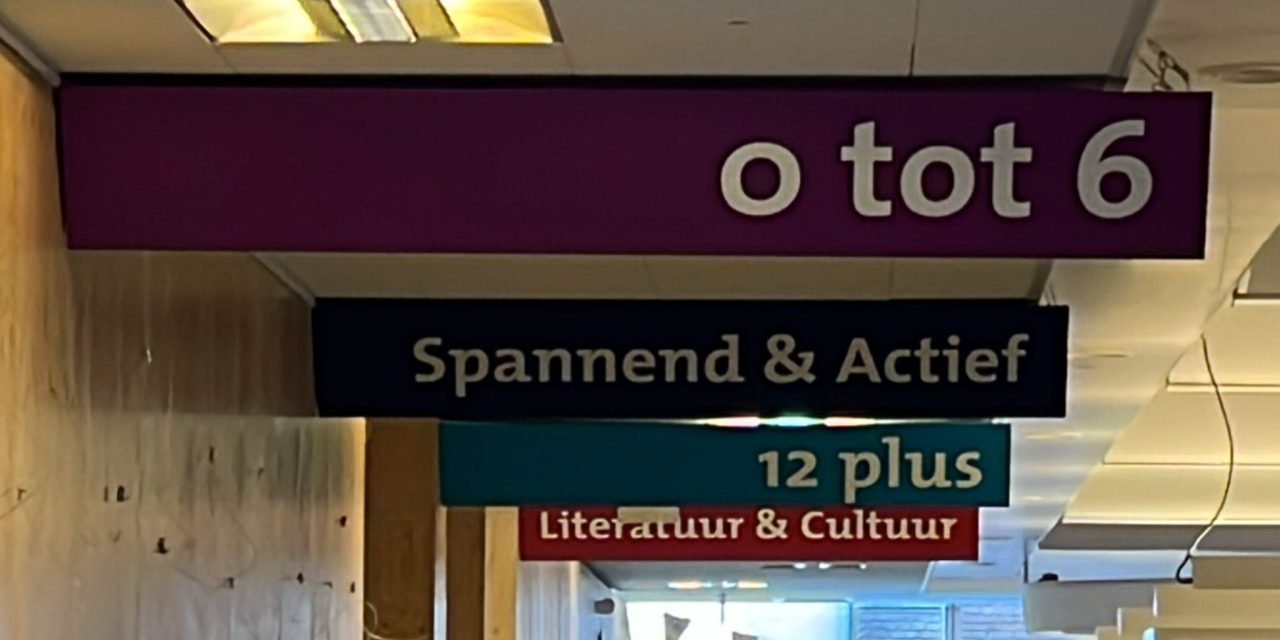 0 tot 6
Spannend & Actief
12 plus
Literatuur & Cultuur